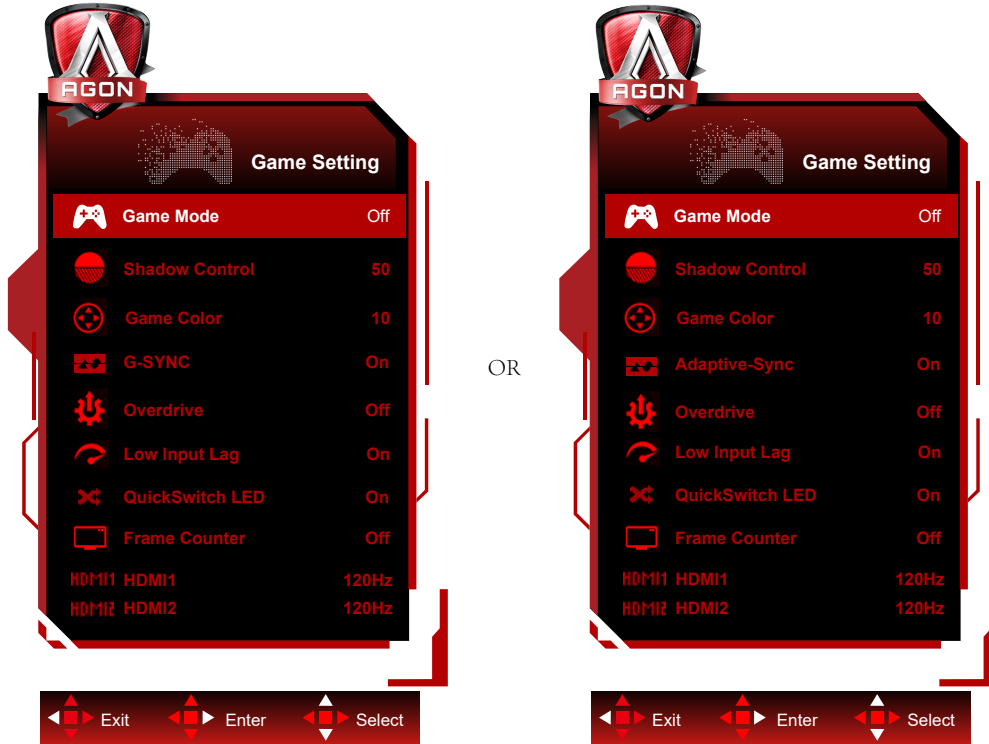 AGON
Game Setting
Game Mode Off
Shadow Control 50
Game Color 10
G-SYNC On
Overdrive Off
Low Input Lag On
QuickSwitch LED On
Frame Counter Off
HDMI1 HDMI1 120Hz
HDMI2 HDMI2 120Hz
Exit Enter Select
OR
AGON
Game Setting
Game Mode Off
Shadow Control 50
Game Color 10
Adaptive-Sync On
Overdrive Off
Low Input Lag On
QuickSwitch LED On
Frame Counter Off
HDMI1 HDMI1 120Hz
HDMI2 HDMI2 120Hz
Exit Enter Select